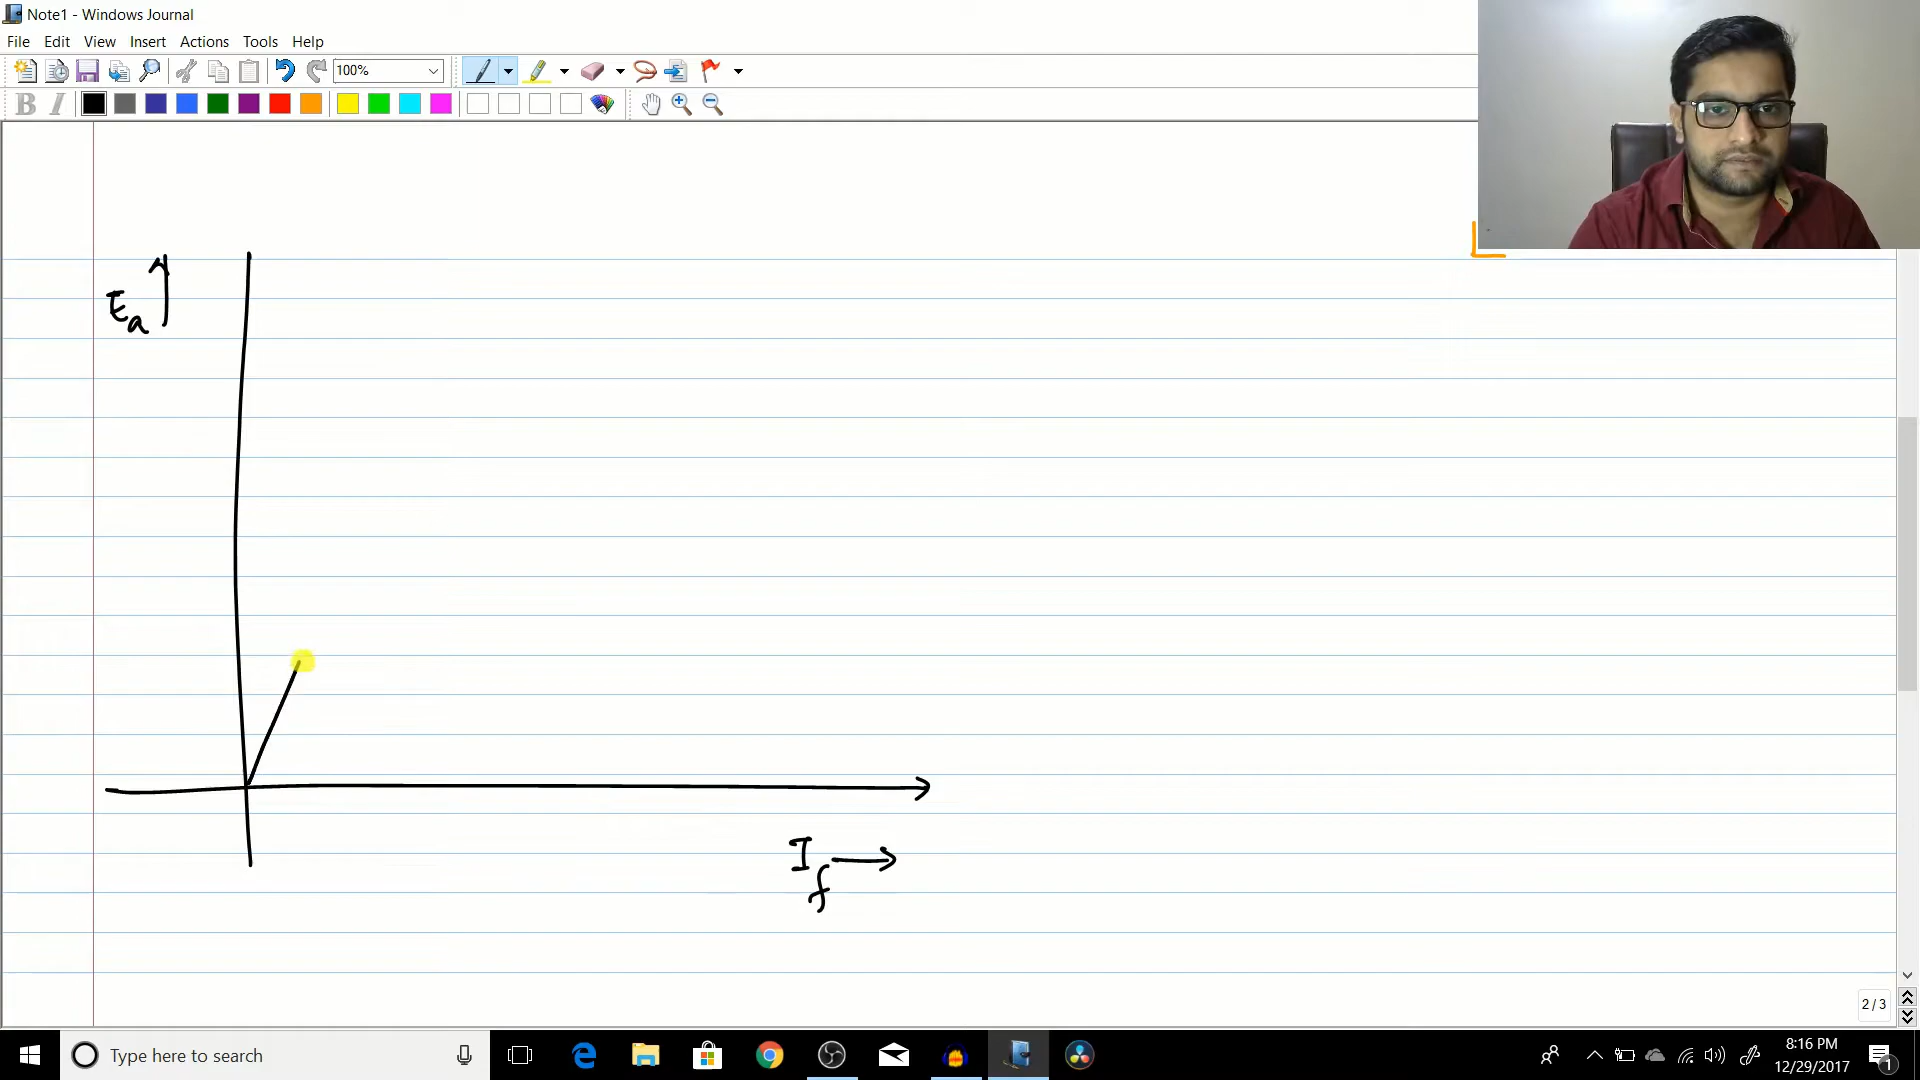 Note1 - Windows Journal
File Edit View Insert Actions Tools Help
100%
B I
Ea
If
2 / 3
Type here to search
8:16 PM
12/29/2017
1